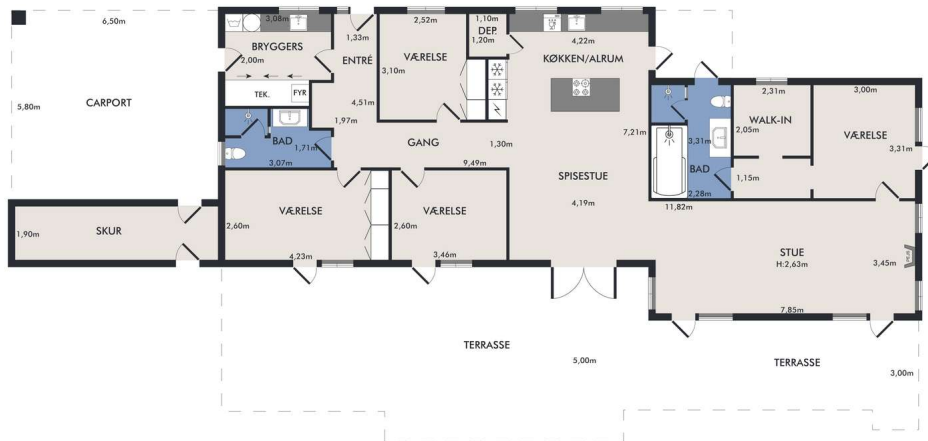 6,50m
5,80m
CARPORT
3,08m
BRYGGERS
2,00m
TEK.
FYR
1,33m
ENTRÉ
4,51m
1,97m
2,52m
VÆRELSE
3,10m
1,10m
DEP.
1,20m
4,22m
KØKKEN/ALRUM
7,21m
BAD
1,71m
3,07m
GANG
1,30m
9,49m
SPISESTUE
4,19m
3,31m
BAD
2,28m
2,31m
WALK-IN
2,05m
1,15m
3,00m
VÆRELSE
3,31m
11,82m
1,90m
SKUR
VÆRELSE
2,60m
4,23m
VÆRELSE
2,60m
3,46m
STUE
H:2,63m
3,45m
7,85m
TERRASSE
5,00m
TERRASSE
3,00m